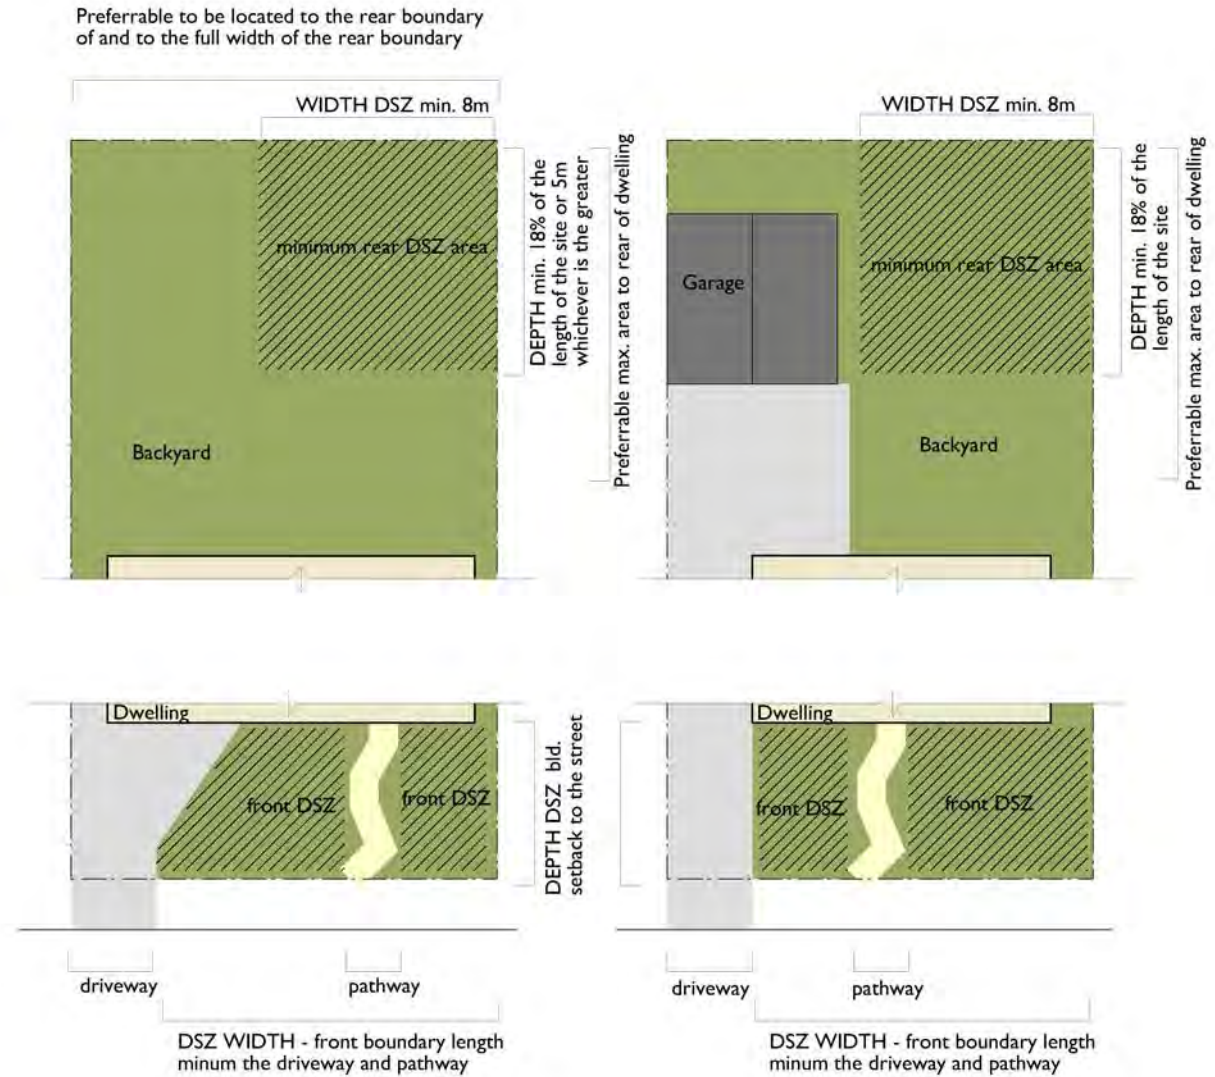 Preferrable to be located to the rear boundary
of and to the full width of the rear boundary
WIDTH DSZ min. 8m
minimum rear DSZ area
DEPTH min. 18% of the
length of the site or 5m
whichever is the greater
Preferrable max. area to rear of dwelling
Backyard
WIDTH DSZ min. 8m
Garage
minimum rear DSZ area
DEPTH min. 18% of the
length of the site
Preferrable max. area to rear of dwelling
Backyard
Dwelling
front DSZ
front DSZ
DEPTH DSZ bld.
setback to the street
driveway
pathway
DSZ WIDTH - front boundary length
minum the driveway and pathway
Dwelling
front DSZ
front DSZ
driveway
pathway
DSZ WIDTH - front boundary length
minum the driveway and pathway